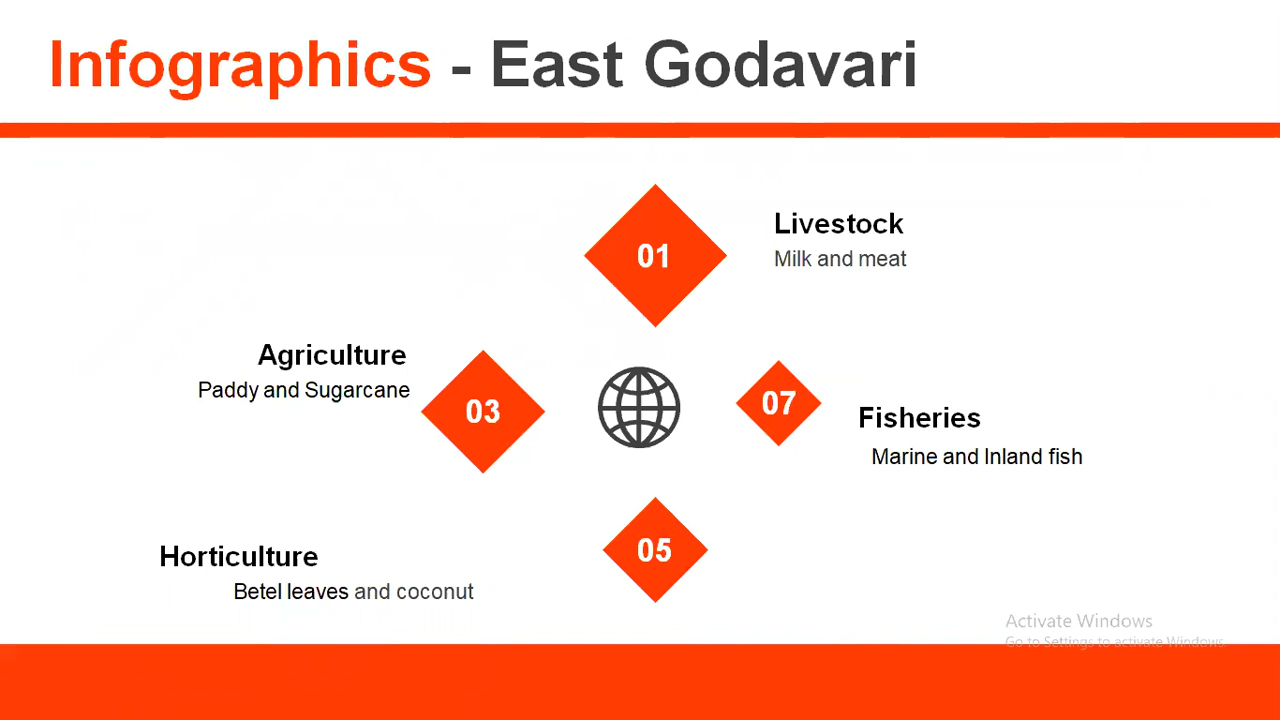 Infographics - East Godavari
01
Livestock
Milk and meat
Agriculture
Paddy and Sugarcane
03
07
Fisheries
Marine and Inland fish
05
Horticulture
Betel leaves and coconut
Activate Windows
Go to Settings to activate Windows.